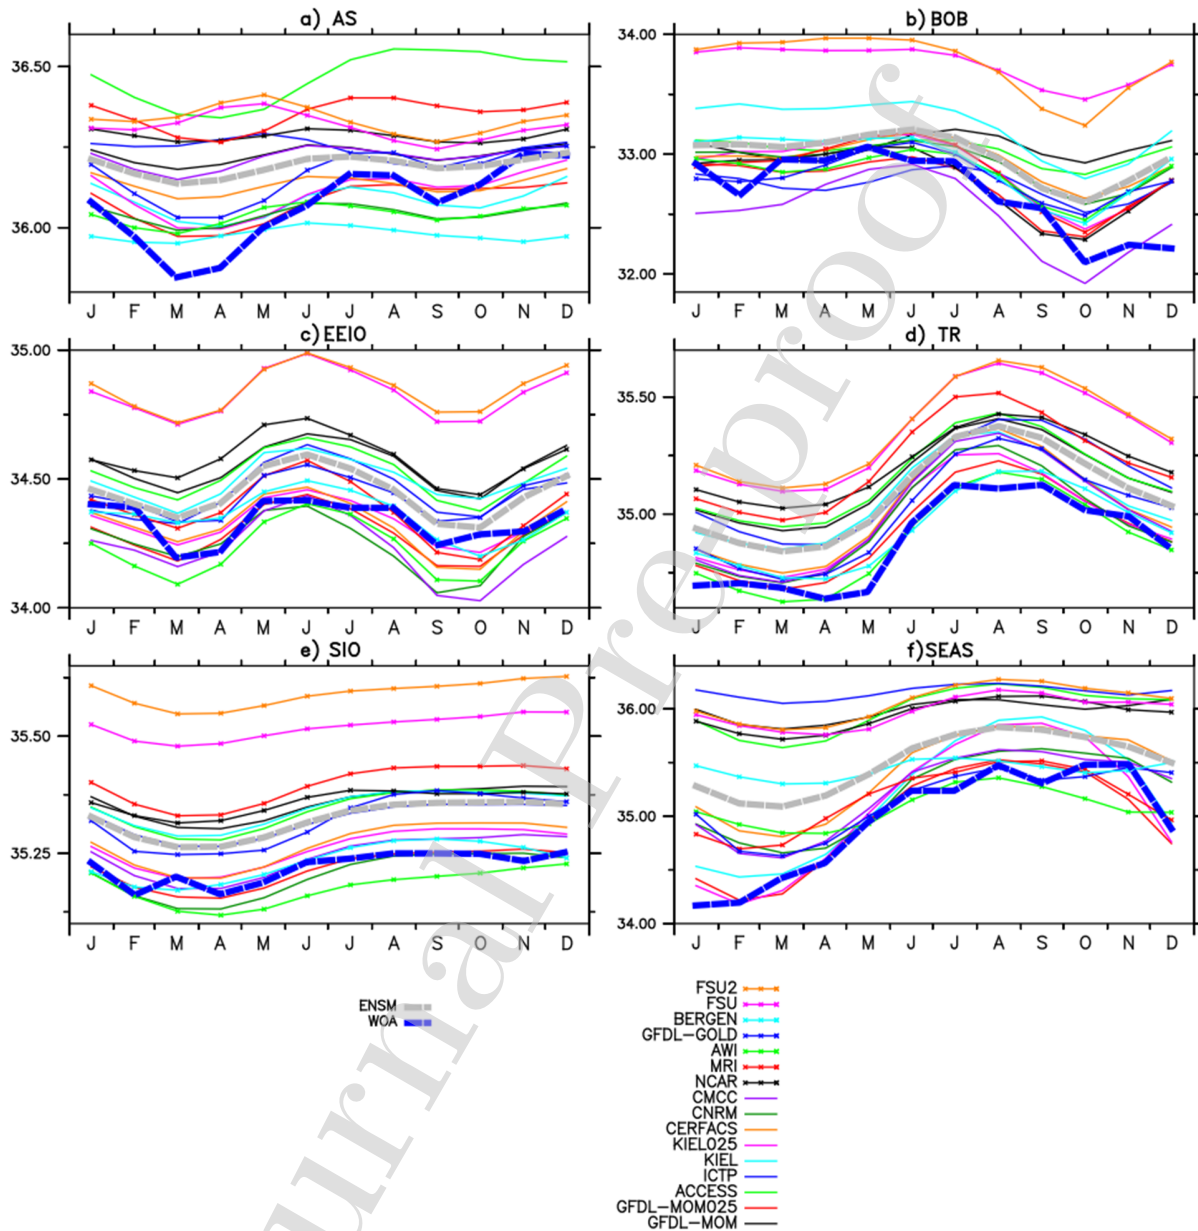 a) AS
36.50
36.00
J F M A M J J A S O N D
b) BOB
34.00
33.00
32.00
J F M A M J J A S O N D
c) EEIO
35.00
34.50
34.00
J F M A M J J A S O N D
d) TR
35.50
35.00
J F M A M J J A S O N D
e) SIO
35.50
35.25
J F M A M J J A S O N D
f) SEAS
36.00
35.00
34.00
J F M A M J J A S O N D
ENSM
WOA
FSU2
FSU
BERGEN
GFDL-GOLD
AWI
MRI
NCAR
CMCC
CNRM
CERFACS
KIEL025
KIEL
ICTP
ACCESS
GFDL-MOM025
GFDL-MOM
urnal Pre-proof